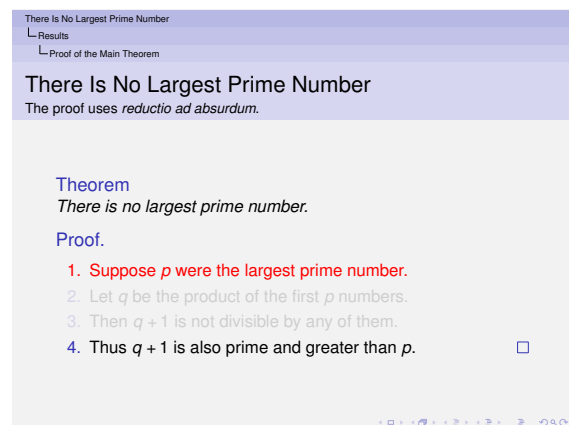 There Is No Largest Prime Number
Results
Proof of the Main Theorem
There Is No Largest Prime Number
The proof uses reductio ad absurdum.
Theorem
There is no largest prime number.
Proof.
1. Suppose p were the largest prime number.
2. Let q be the product of the first p numbers.
3. Then q + 1 is not divisible by any of them.
4. Thus q + 1 is also prime and greater than p. □